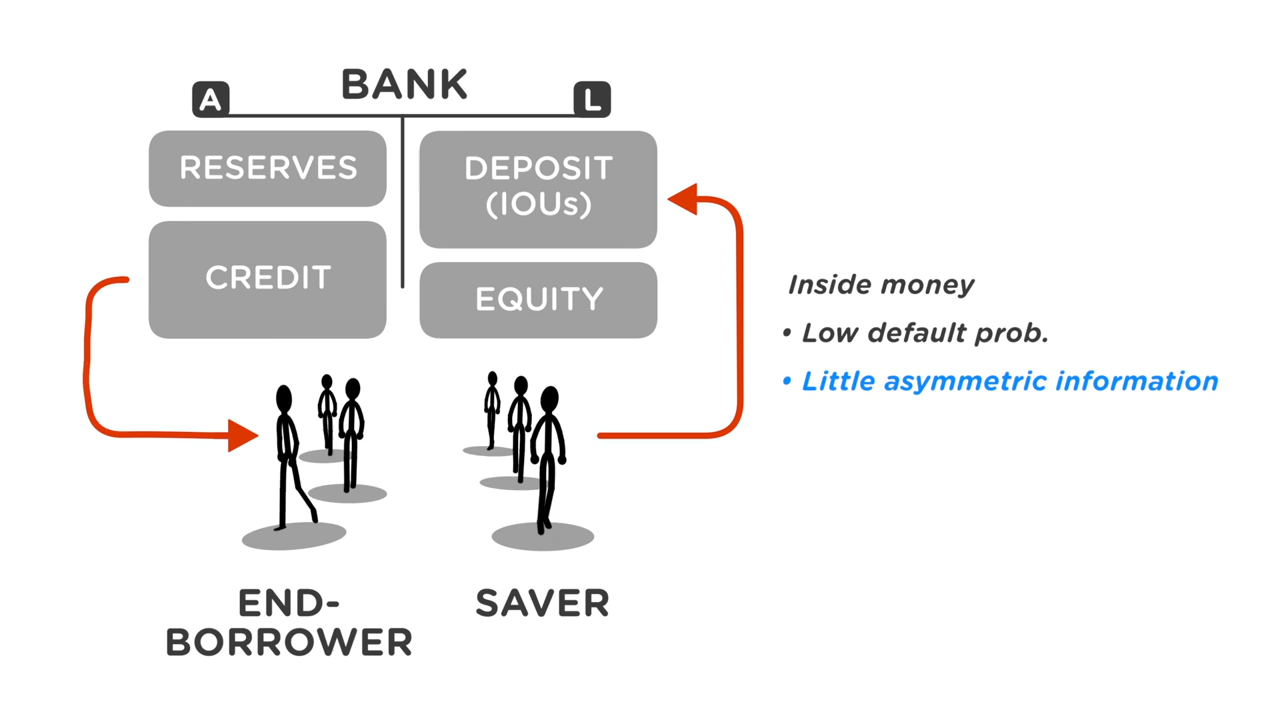 BANK
A
L
RESERVES
DEPOSIT
(IOUs)
CREDIT
EQUITY
Inside money
• Low default prob.
• Little asymmetric information
END-
BORROWER
SAVER